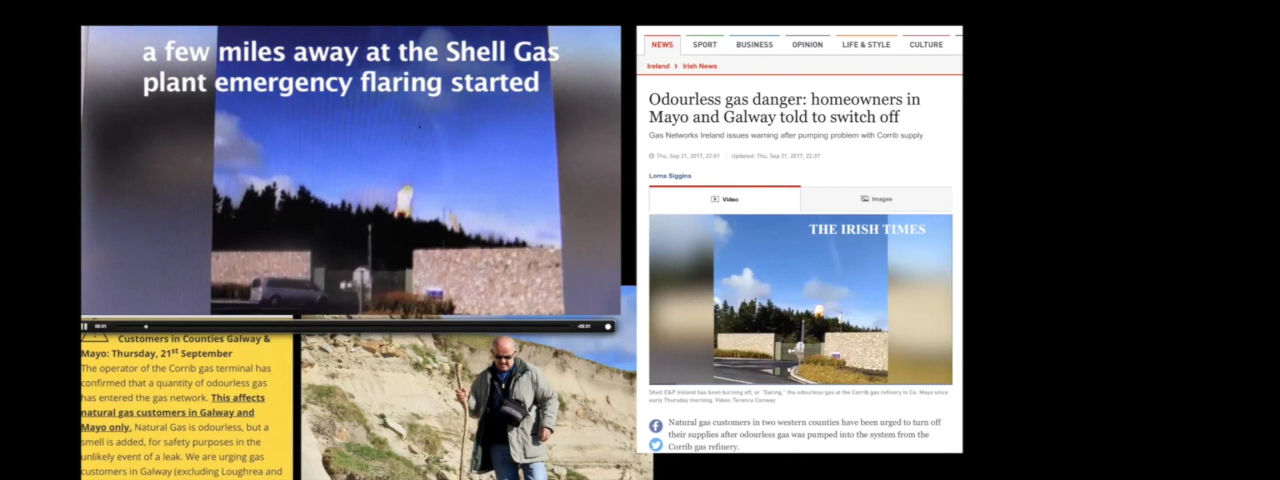 a few miles away at the Shell Gas
plant emergency flaring started
00:01
-00:31
Customers in Counties Galway &
Mayo: Thursday, 21st September
The operator of the Corrib gas terminal has
confirmed that a quantity of odourless gas
has entered the gas network. This affects
natural gas customers in Galway and
Mayo only. Natural Gas is odourless, but a
smell is added, for safety purposes in the
unlikely event of a leak. We are urging gas
customers in Galway (excluding Loughrea and
NEWS SPORT BUSINESS OPINION LIFE & STYLE CULTURE
Ireland > Irish News
Odourless gas danger: homeowners in
Mayo and Galway told to switch off
Gas Networks Ireland issues warning after pumping problem with Corrib supply
Thu, Sep 21, 2017, 22:01 Updated: Thu, Sep 21, 2017, 22:37
Lorna Siggins
Video Images
THE IRISH TIMES
Shell E&P Ireland has been burning off, or "flaring," the odourless gas at the Corrib gas refinery in Co. Mayo since
early Thursday morning. Video: Terence Conway
Natural gas customers in two western counties have been urged to turn off
their supplies after odourless gas was pumped into the system from the
Corrib gas refinery.